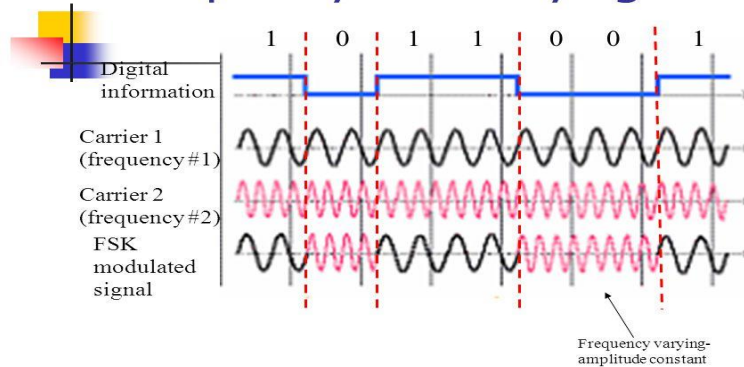 1 0 1 1 0 0 1
Digital
information
Carrier 1
(frequency #1)
Carrier 2
(frequency #2)
FSK
modulated
signal
Frequency varying-
amplitude constant